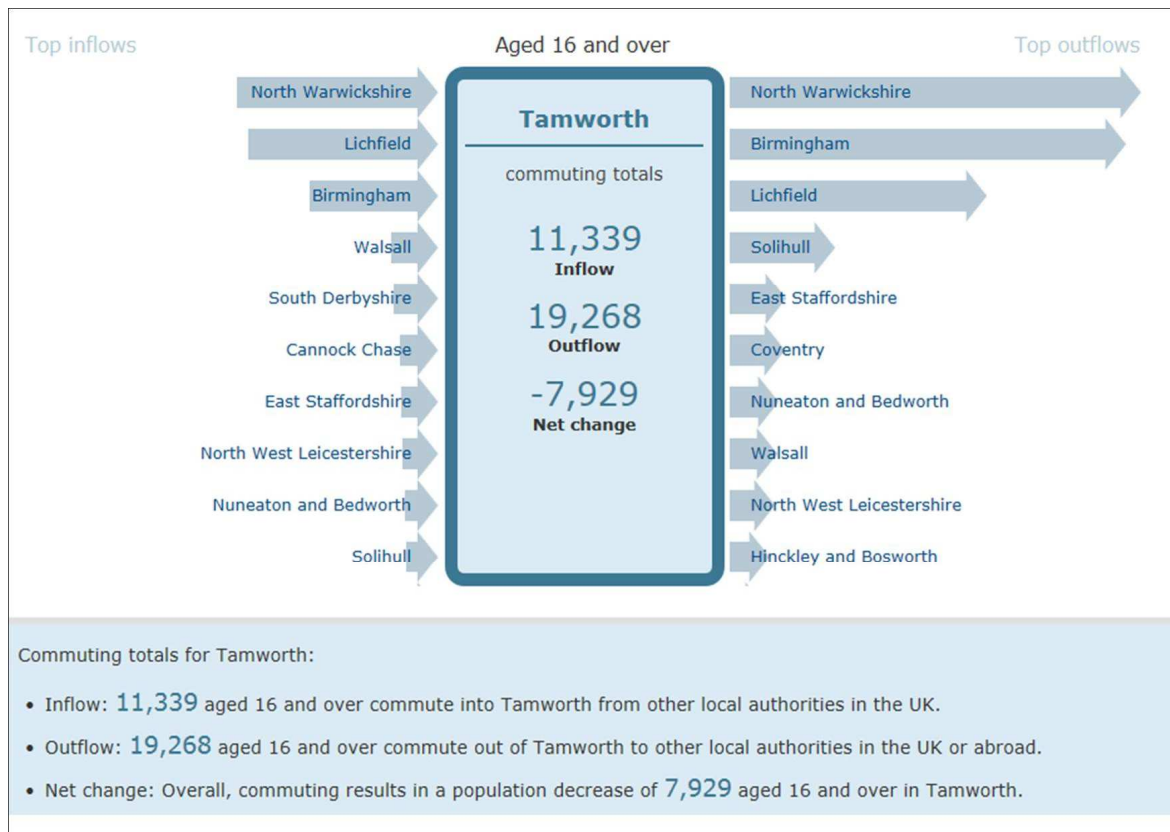 Top inflows
Aged 16 and over
Top outflows
North Warwickshire
Lichfield
Birmingham
Walsall
South Derbyshire
Cannock Chase
East Staffordshire
North West Leicestershire
Nuneaton and Bedworth
Solihull
Tamworth
commuting totals
11,339
Inflow
19,268
Outflow
-7,929
Net change
North Warwickshire
Birmingham
Lichfield
Solihull
East Staffordshire
Coventry
Nuneaton and Bedworth
Walsall
North West Leicestershire
Hinckley and Bosworth
Commuting totals for Tamworth:
• Inflow: 11,339 aged 16 and over commute into Tamworth from other local authorities in the UK.
• Outflow: 19,268 aged 16 and over commute out of Tamworth to other local authorities in the UK or abroad.
• Net change: Overall, commuting results in a population decrease of 7,929 aged 16 and over in Tamworth.